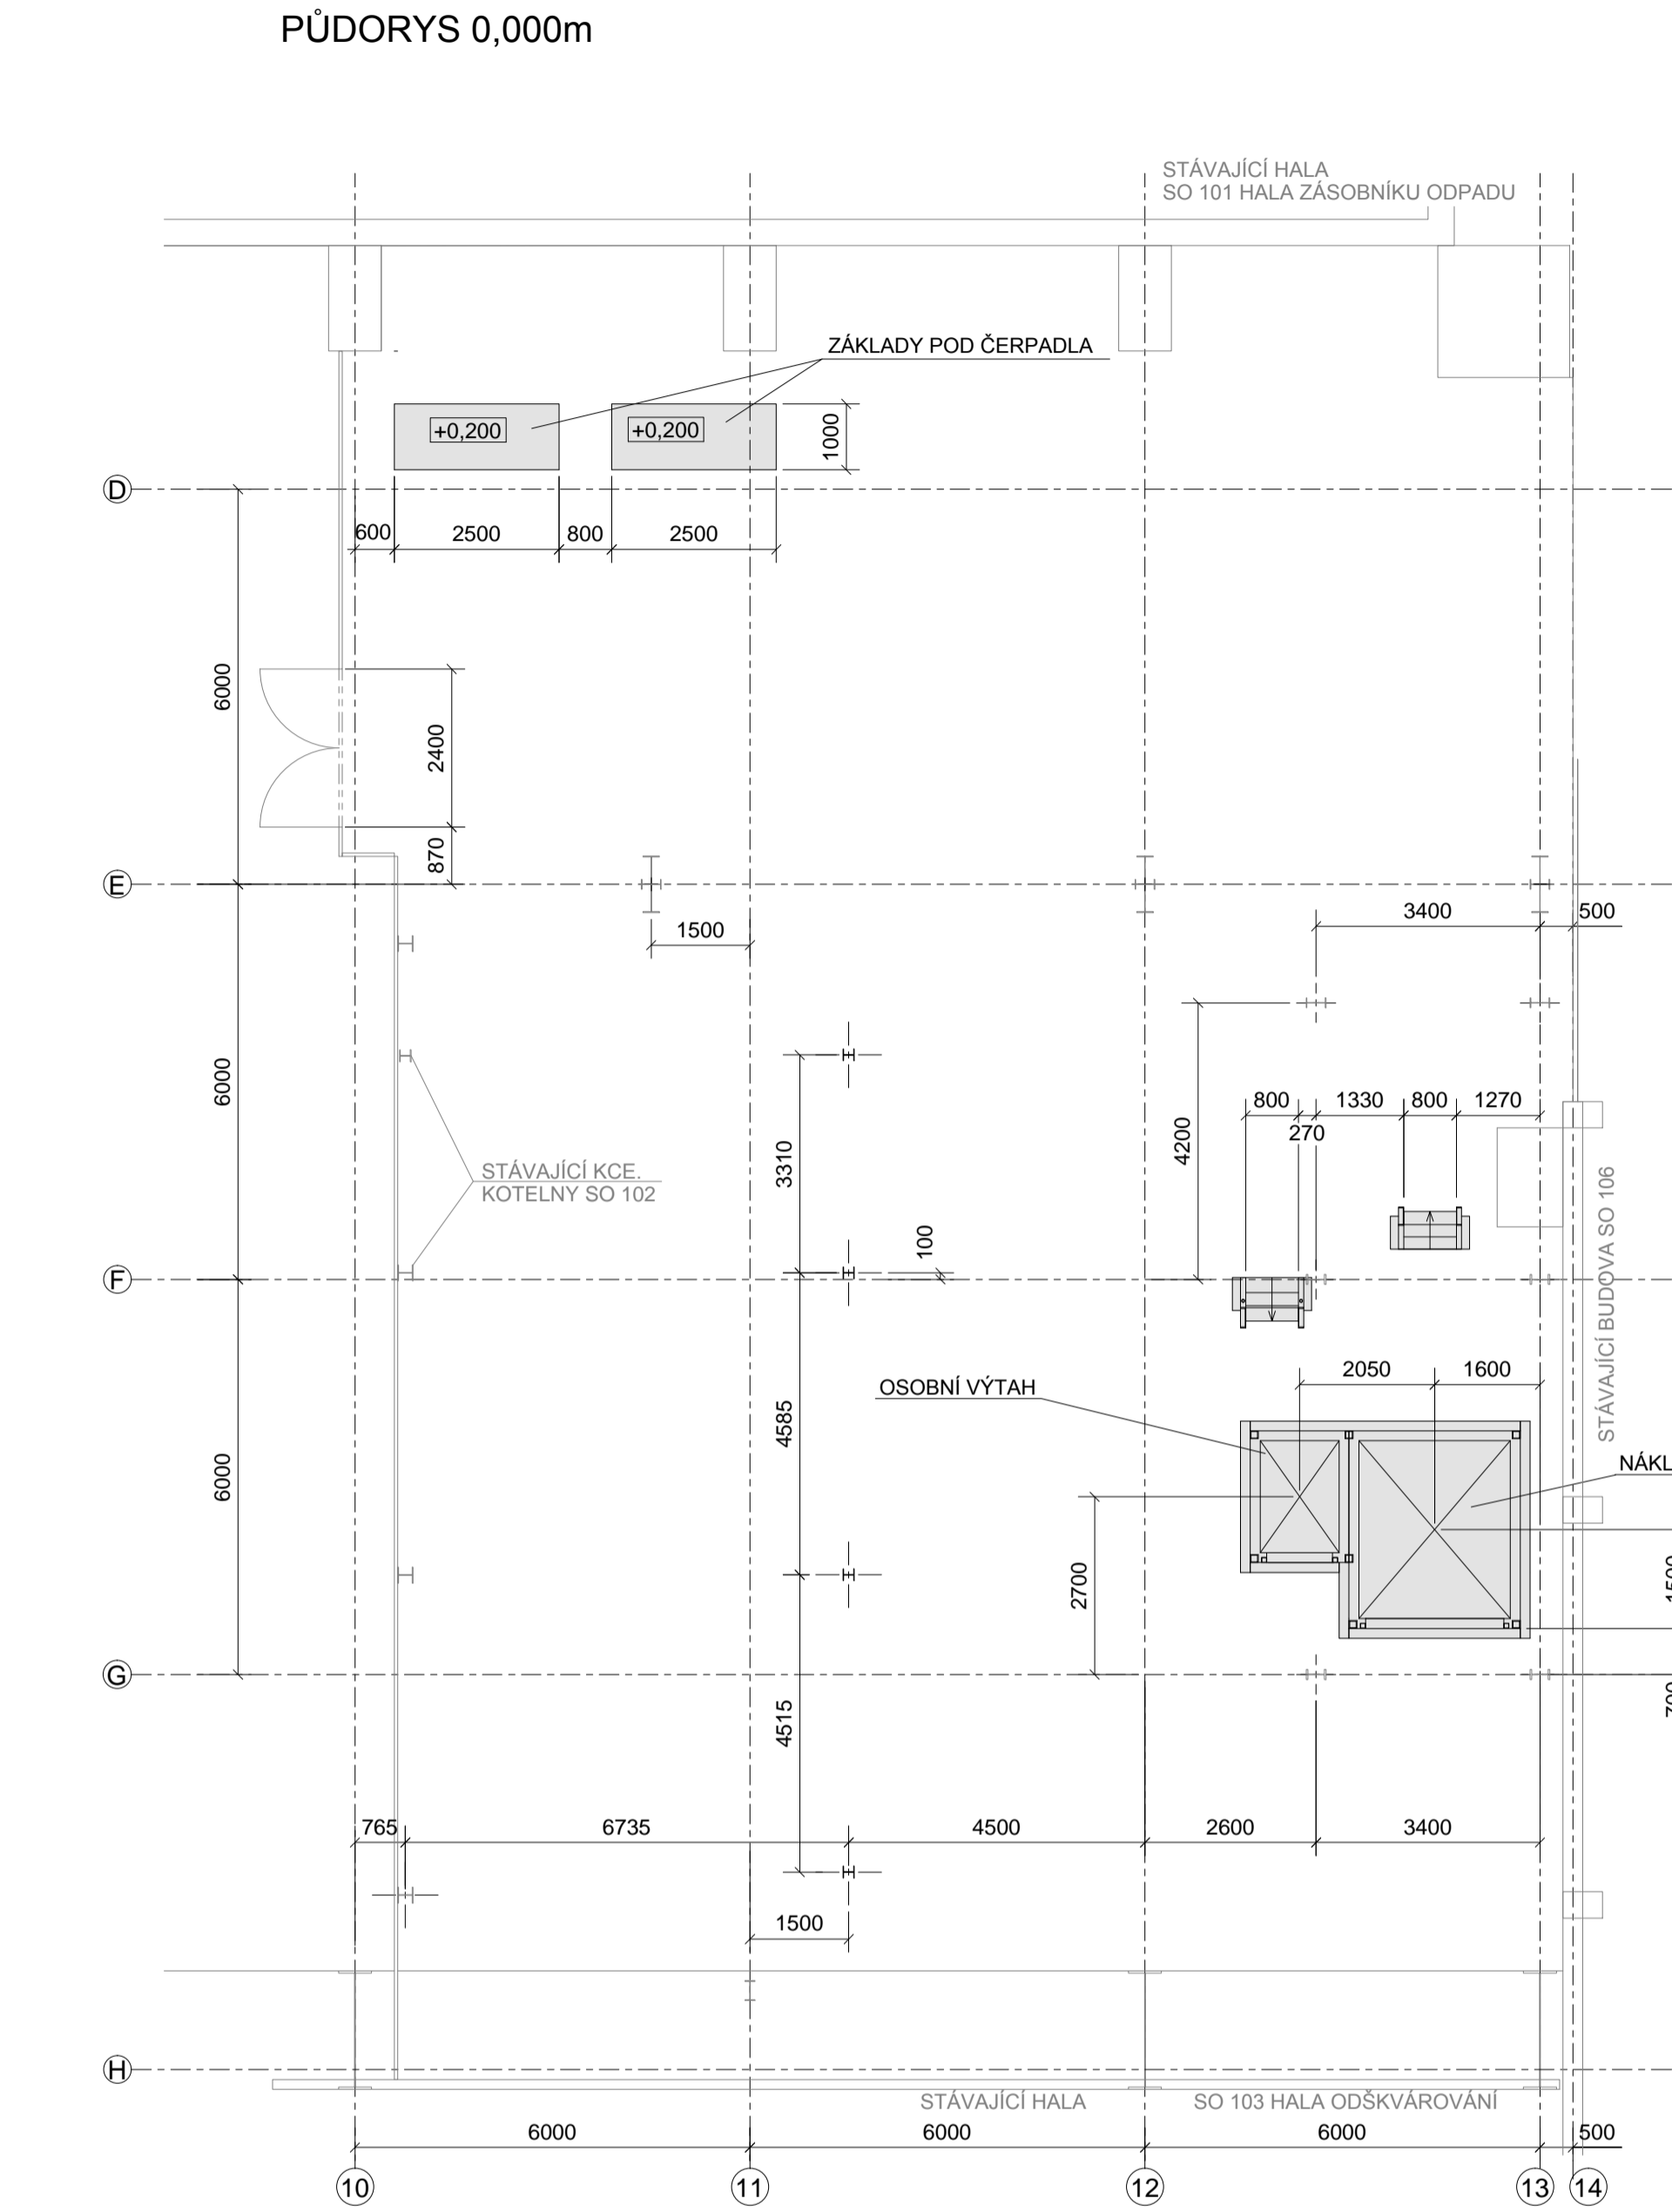 PŮDORYS 0,000m
STÁVAJÍCÍ HALA
SO 101 HALA ZÁSOBNÍKU ODPADU
ZÁKLADY POD ČERPADLA
+0,200
+0,200
1000
D
600
2500
800
2500
6000
2400
870
E
3400
500
1500
6000
4200
800
1330
800
1270
270
3310
STÁVAJÍCÍ KCE.
KOTELNY SO 102
100
STÁVAJÍCÍ BUDOVA SO 106
F
2050
1600
OSOBNÍ VÝTAH
4585
6000
NÁKL
2700
1500
G
700
4515
765
6735
4500
2600
3400
1500
H
STÁVAJÍCÍ HALA
SO 103 HALA ODŠKVÁROVÁNÍ
6000
6000
6000
500
10
11
12
13
14